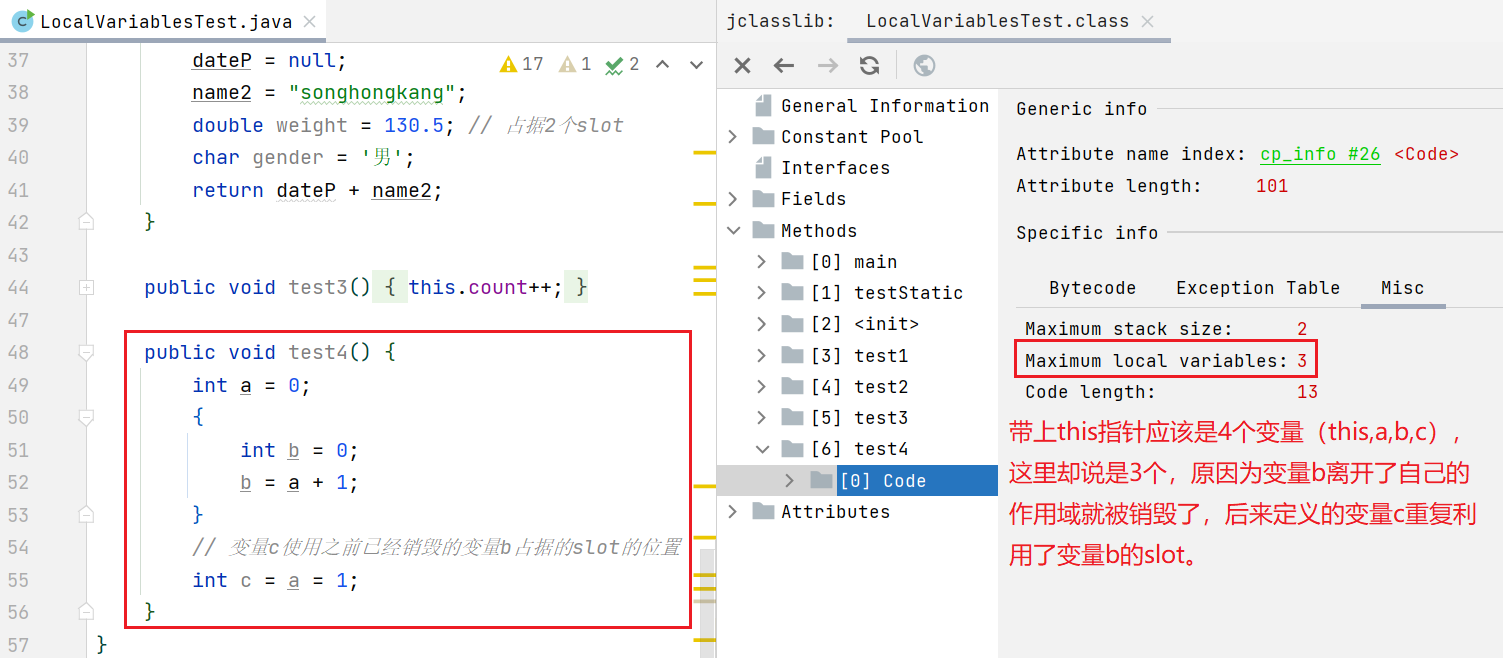 LocalVariablesTest.java
37 dateP = null;
17 1 2
38 name2 = "songhongkang";
39 double weight = 130.5; // 占据2个slot
40 char gender = '男';
41 return dateP + name2;
42 }
43
44 public void test3() { this.count++; }
47
48 public void test4() {
49 int a = 0;
50 {
51 int b = 0;
52 b = a + 1;
53 }
54 // 变量c使用之前已经销毁的变量b占据的slot的位置
55 int c = a = 1;
56 }
57 }
jclasslib: LocalVariablesTest.class
General Information
Constant Pool
Interfaces
Fields
Methods
[0] main
[1] testStatic
[2] <init>
[3] test1
[4] test2
[5] test3
[6] test4
[0] Code
Attributes
Generic info
Attribute name index: cp_info #26 <Code>
Attribute length: 101
Specific info
Bytecode Exception Table Misc
Maximum stack size: 2
Maximum local variables: 3
Code length: 13
带上this指针应该是4个变量（this,a,b,c），
这里却说是3个，原因为变量b离开了自己的
作用域就被销毁了，后来定义的变量c重复利
用了变量b的slot。